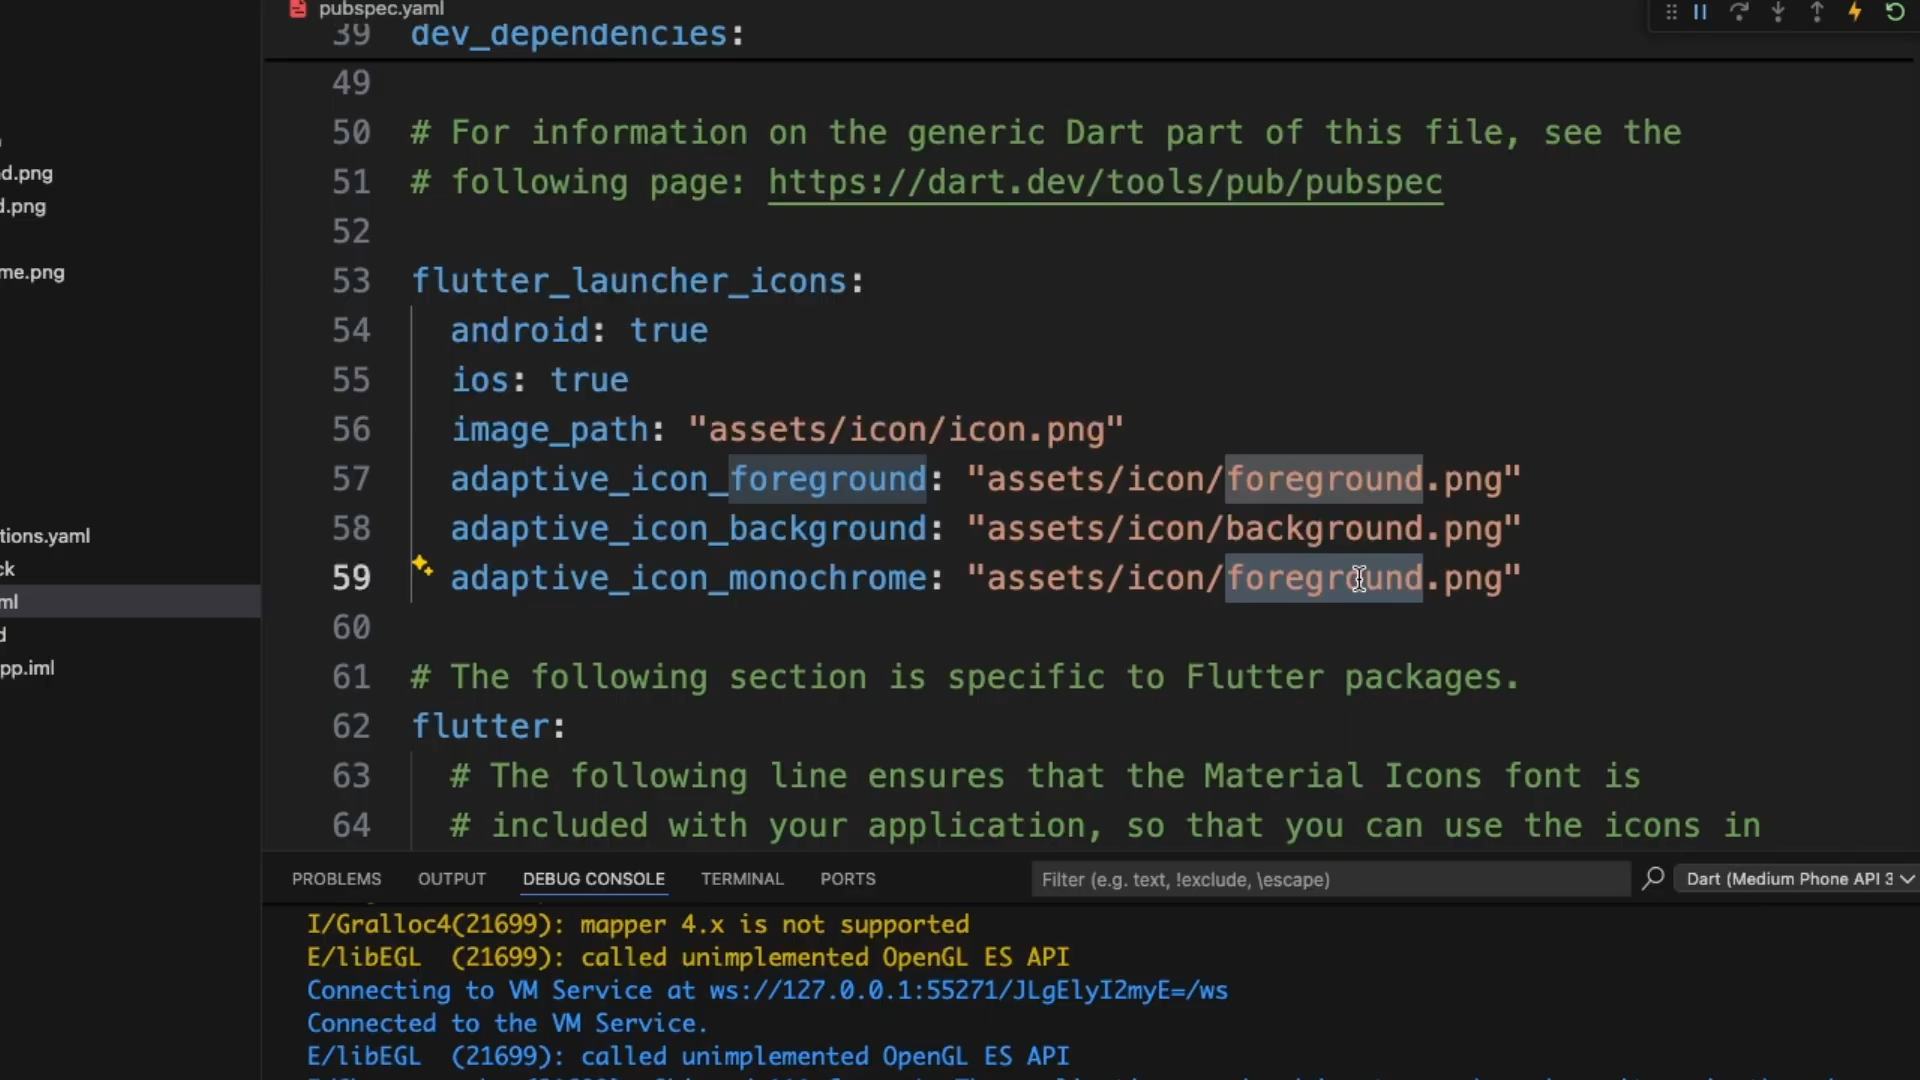 pubspec.yaml
39 dev_dependencies:
49
50 # For information on the generic Dart part of this file, see the
51 # following page: https://dart.dev/tools/pub/pubspec
52
53 flutter_launcher_icons:
54 android: true
55 ios: true
56 image_path: "assets/icon/icon.png"
57 adaptive_icon_foreground: "assets/icon/foreground.png"
58 adaptive_icon_background: "assets/icon/background.png"
59 adaptive_icon_monochrome: "assets/icon/foreground.png"
60
61 # The following section is specific to Flutter packages.
62 flutter:
63 # The following line ensures that the Material Icons font is
64 # included with your application, so that you can use the icons in
d.png
d.png
me.png
tions.yaml
ck
ml
d
pp.iml
PROBLEMS OUTPUT DEBUG CONSOLE TERMINAL PORTS
Filter (e.g. text, !exclude, \escape)
Dart (Medium Phone API 3
I/Gralloc4(21699): mapper 4.x is not supported
E/libEGL (21699): called unimplemented OpenGL ES API
Connecting to VM Service at ws://127.0.0.1:55271/JLgElyI2myE=/ws
Connected to the VM Service.
E/libEGL (21699): called unimplemented OpenGL ES API